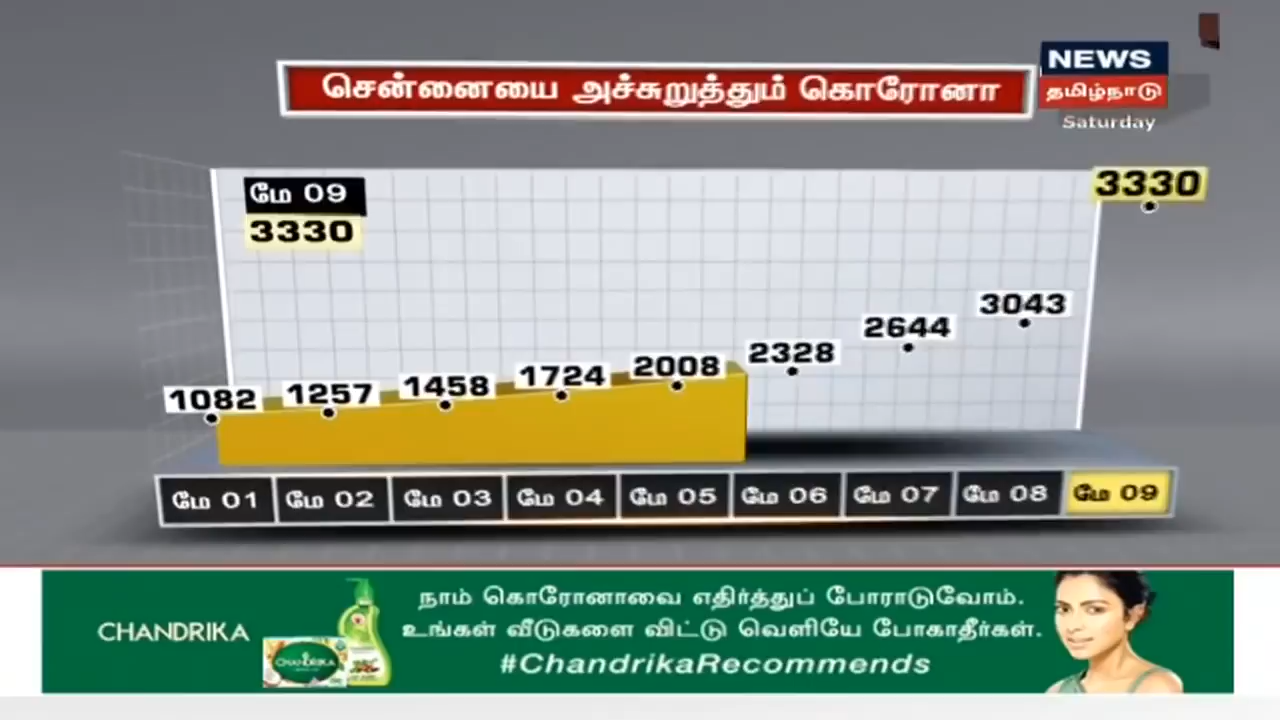 சென்னையை அச்சுறுத்தும் கொரோனா
NEWS
தமிழ்நாடு
Saturday
மே 09
3330
3330
3043
2644
2328
2008
1724
1458
1257
1082
மே 01 மே 02 மே 03 மே 04 மே 05 மே 06 மே 07 மே 08 மே 09
நாம் கொரோனாவை எதிர்த்துப் போராடுவோம்.
CHANDRIKA
உங்கள் வீடுகளை விட்டு வெளியே போகாதீர்கள்.
CHANDRIKA
#ChandrikaRecommends